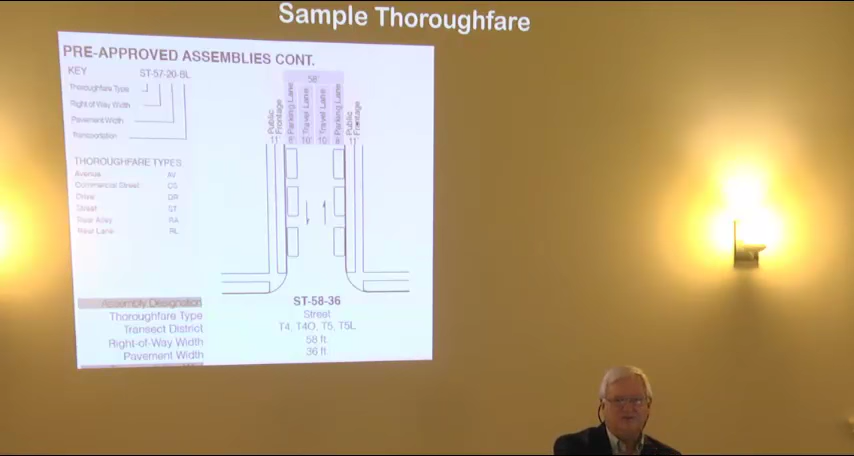 Sample Thoroughfare
PRE-APPROVED ASSEMBLIES CONT.
KEY ST-57-20-BL
Thoroughfare Type
Right of Way Width
Pavement Width
Transportation
THOROUGHFARE TYPES
Avenue AV
Commercial Street CS
Drive DR
Street ST
Rear Alley RA
Rear Lane RL
58'
Public Frontage
Parking Lane
Travel Lane
Travel Lane
Parking Lane
Public Frontage
11' 8' 10' 10' 8' 11'
Assembly Designation ST-58-36
Thoroughfare Type Street
Transect District T4, T4O, T5, T5L
Right-of-Way Width 58 ft.
Pavement Width 36 ft.